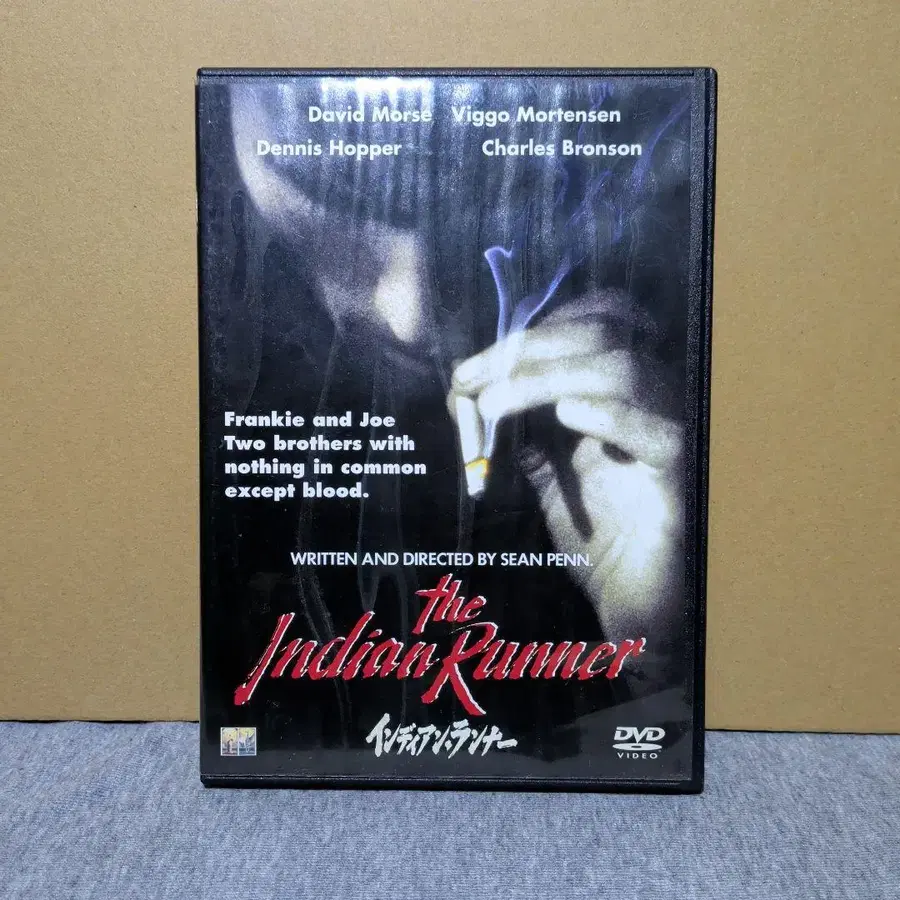 David Morse Viggo Mortensen
Dennis Hopper Charles Bronson
Frankie and Joe
Two brothers with
nothing in common
except blood.
WRITTEN AND DIRECTED BY SEAN PENN.
the
Indian Runner
インディアン・ランナー
DVD
VIDEO